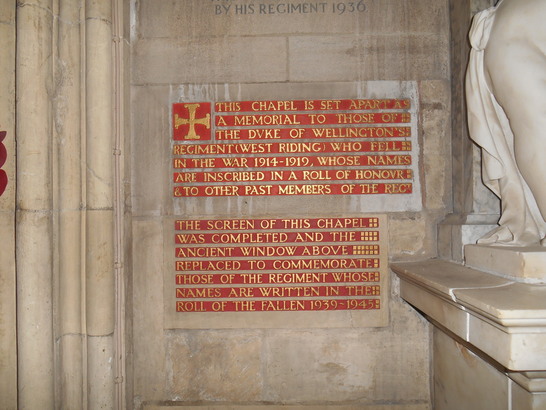 BY HIS REGIMENT 1936.
THIS CHAPEL IS SET APART AS
A MEMORIAL TO THOSE OF
THE DVKE OF WELLINGTON'S
REGIMENT (WEST RIDING) WHO FELL
IN THE WAR 1914-1919, WHOSE NAMES
ARE INSCRIBED IN A ROLL OF HONOVR
& TO OTHER PAST MEMBERS OF THE REGT
THE SCREEN OF THIS CHAPEL
WAS COMPLETED AND THE
ANCIENT WINDOW ABOVE
REPLACED TO COMMEMORATE
THOSE OF THE REGIMENT WHOSE
NAMES ARE WRITTEN IN THE
ROLL OF THE FALLEN 1939-1945